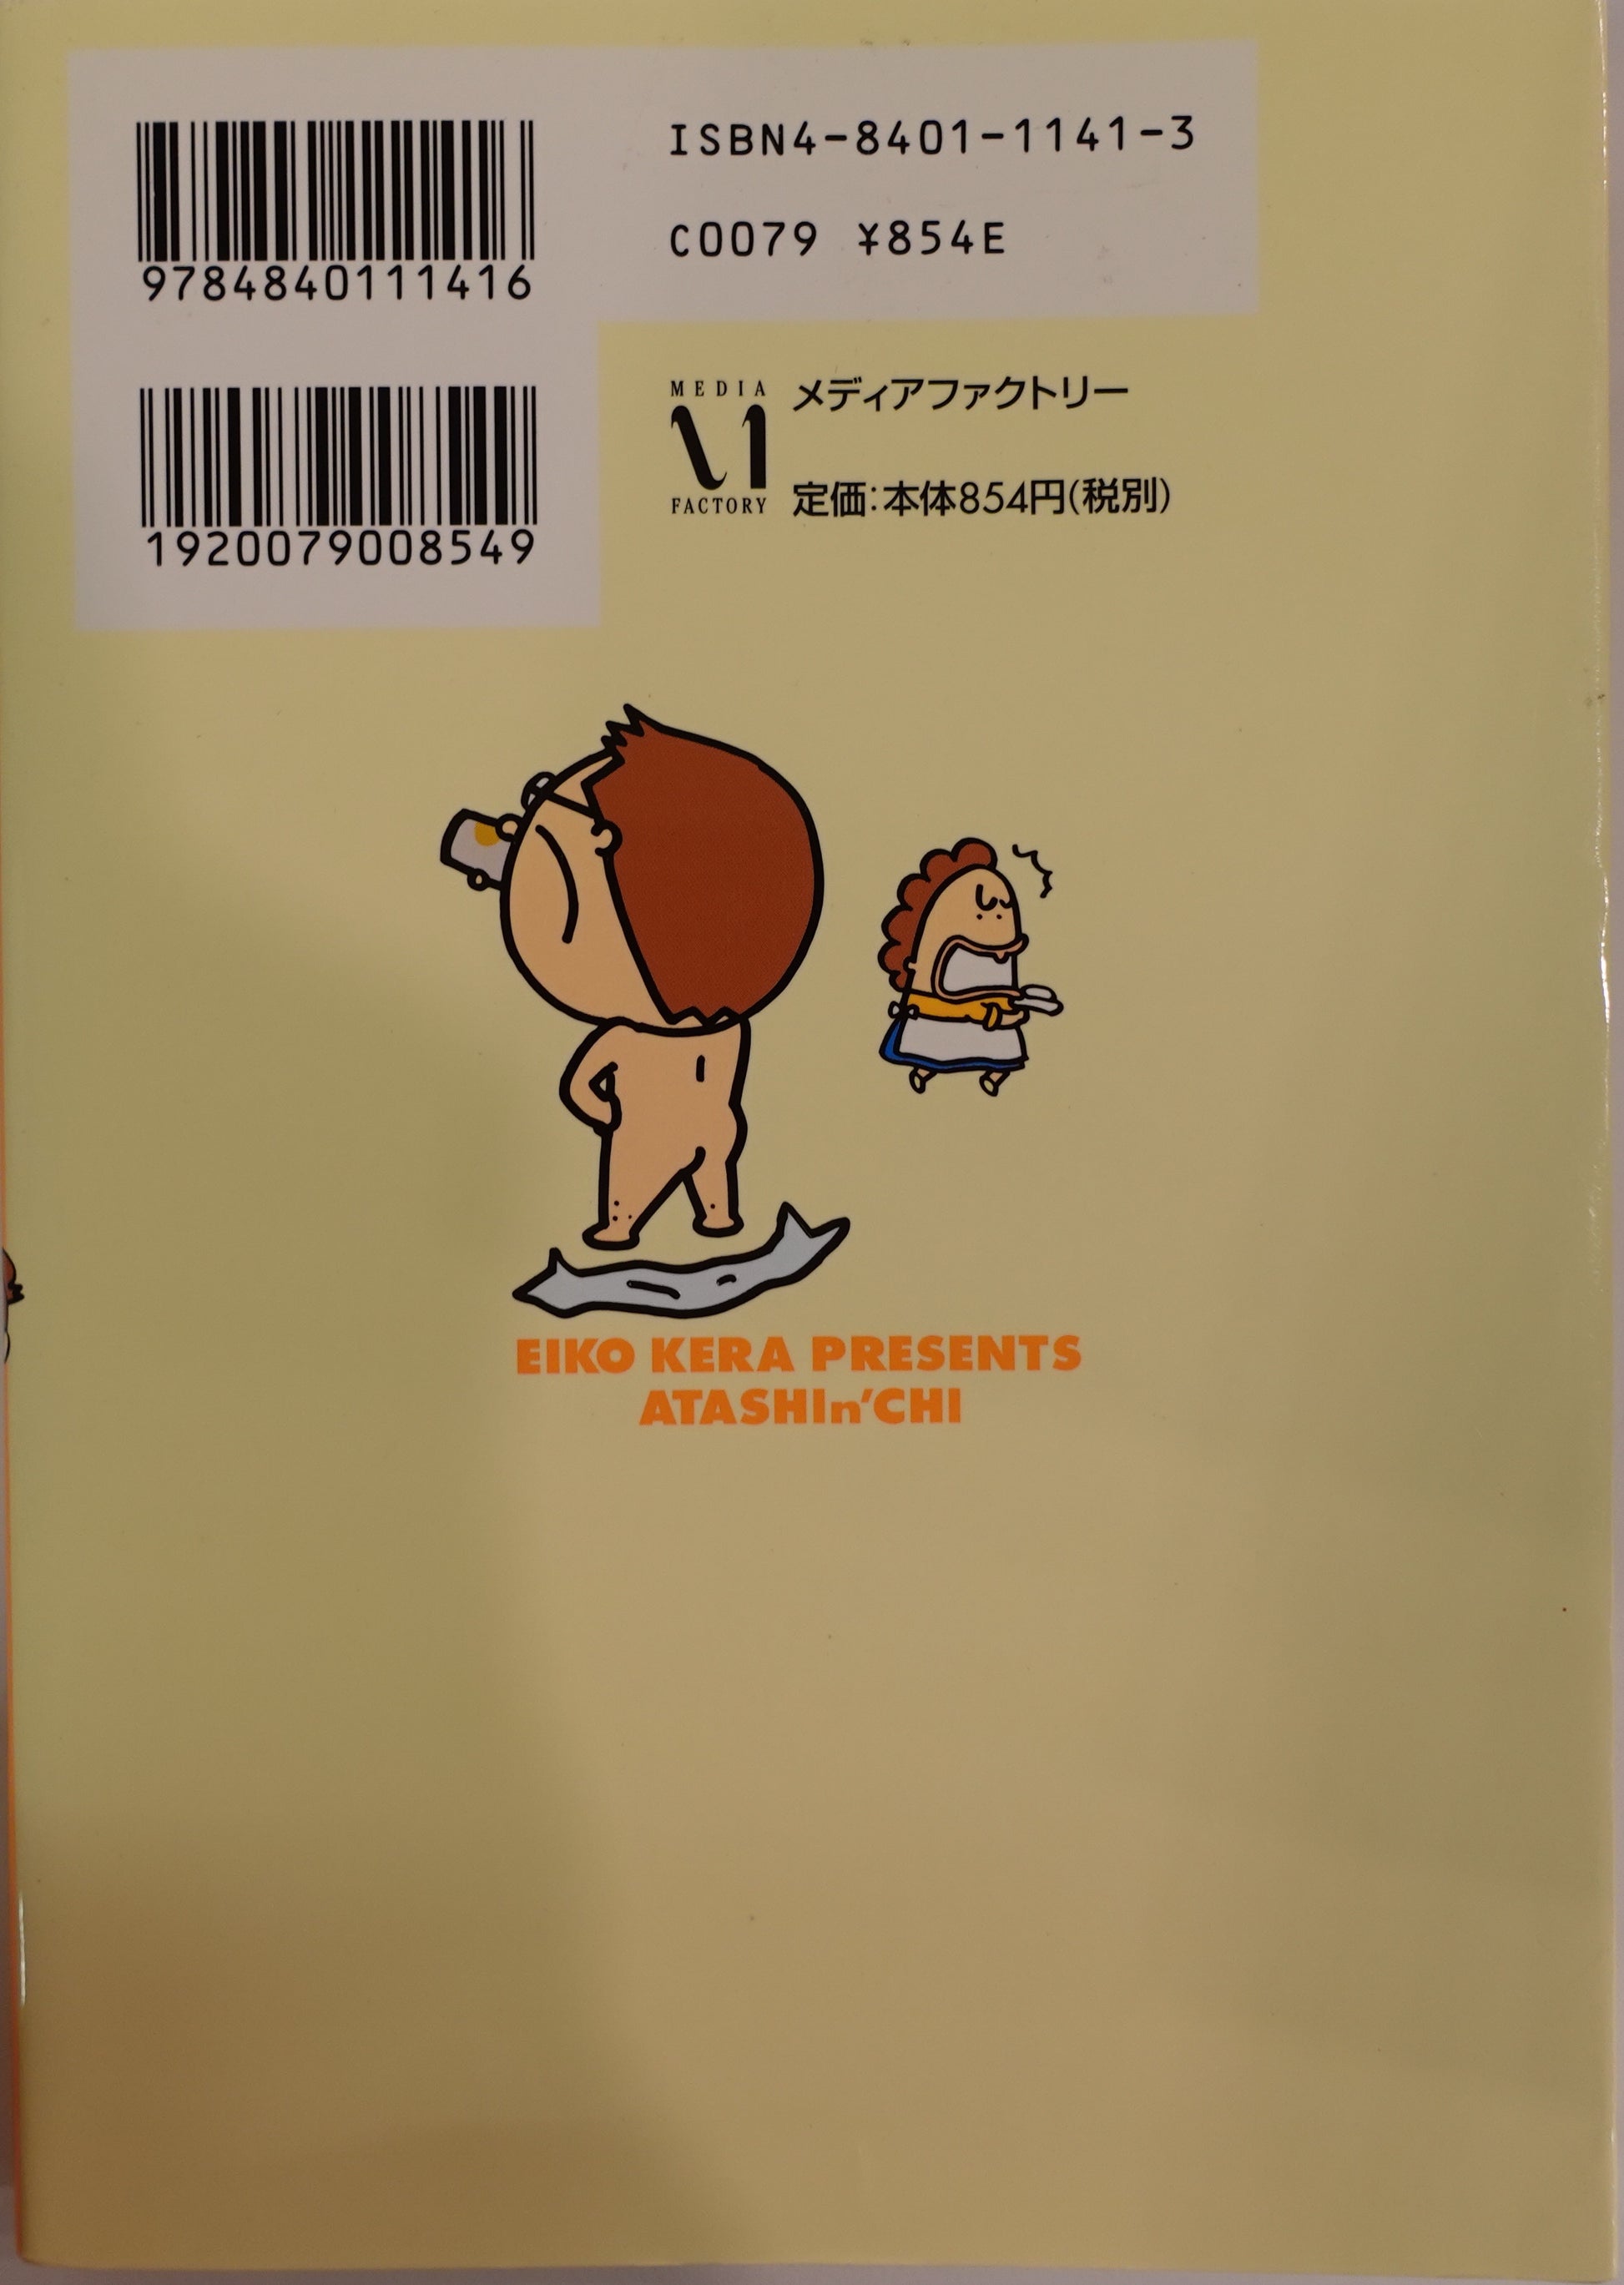 ISBN4-8401-1141-3
C0079 ¥854E
9784840111416
1920079008549
MEDIA
FACTORY
メディアファクトリー
定価:本体854円(税別)
EIKO KERA PRESENTS
ATASHIn'CHI